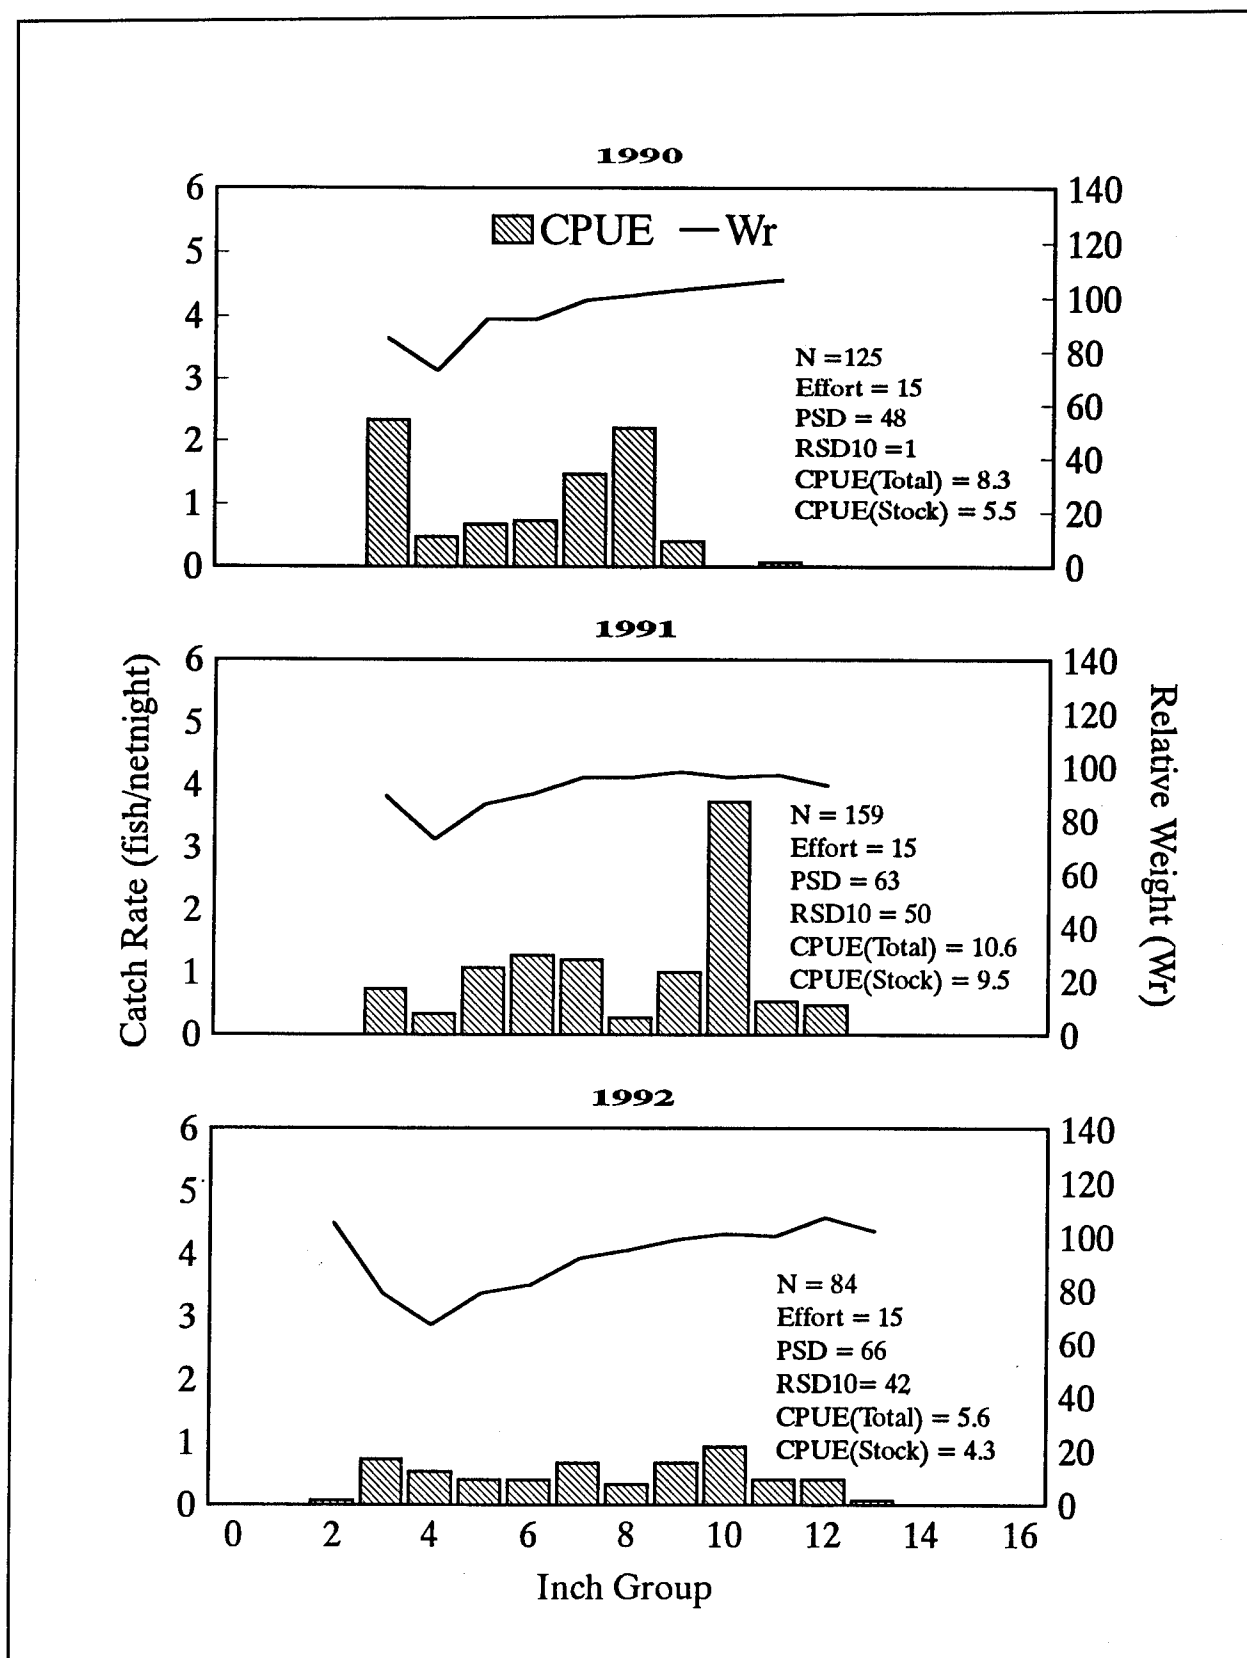 1990
6
5
4
3
2
1
0
CPUE
Wr
140
120
100
80
60
40
20
0
N =125
Effort = 15
PSD = 48
RSD10 =1
CPUE(Total) = 8.3
CPUE(Stock) = 5.5
Catch Rate (fish/netnight)
1991
6
5
4
3
2
1
0
140
120
100
80
60
40
20
0
N = 159
Effort = 15
PSD = 63
RSD10 = 50
CPUE(Total) = 10.6
CPUE(Stock) = 9.5
Relative Weight (Wr)
1992
6
5
4
3
2
1
0
140
120
100
80
60
40
20
0
N = 84
Effort = 15
PSD = 66
RSD10= 42
CPUE(Total) = 5.6
CPUE(Stock) = 4.3
0 2 4 6 8 10 12 14 16
Inch Group